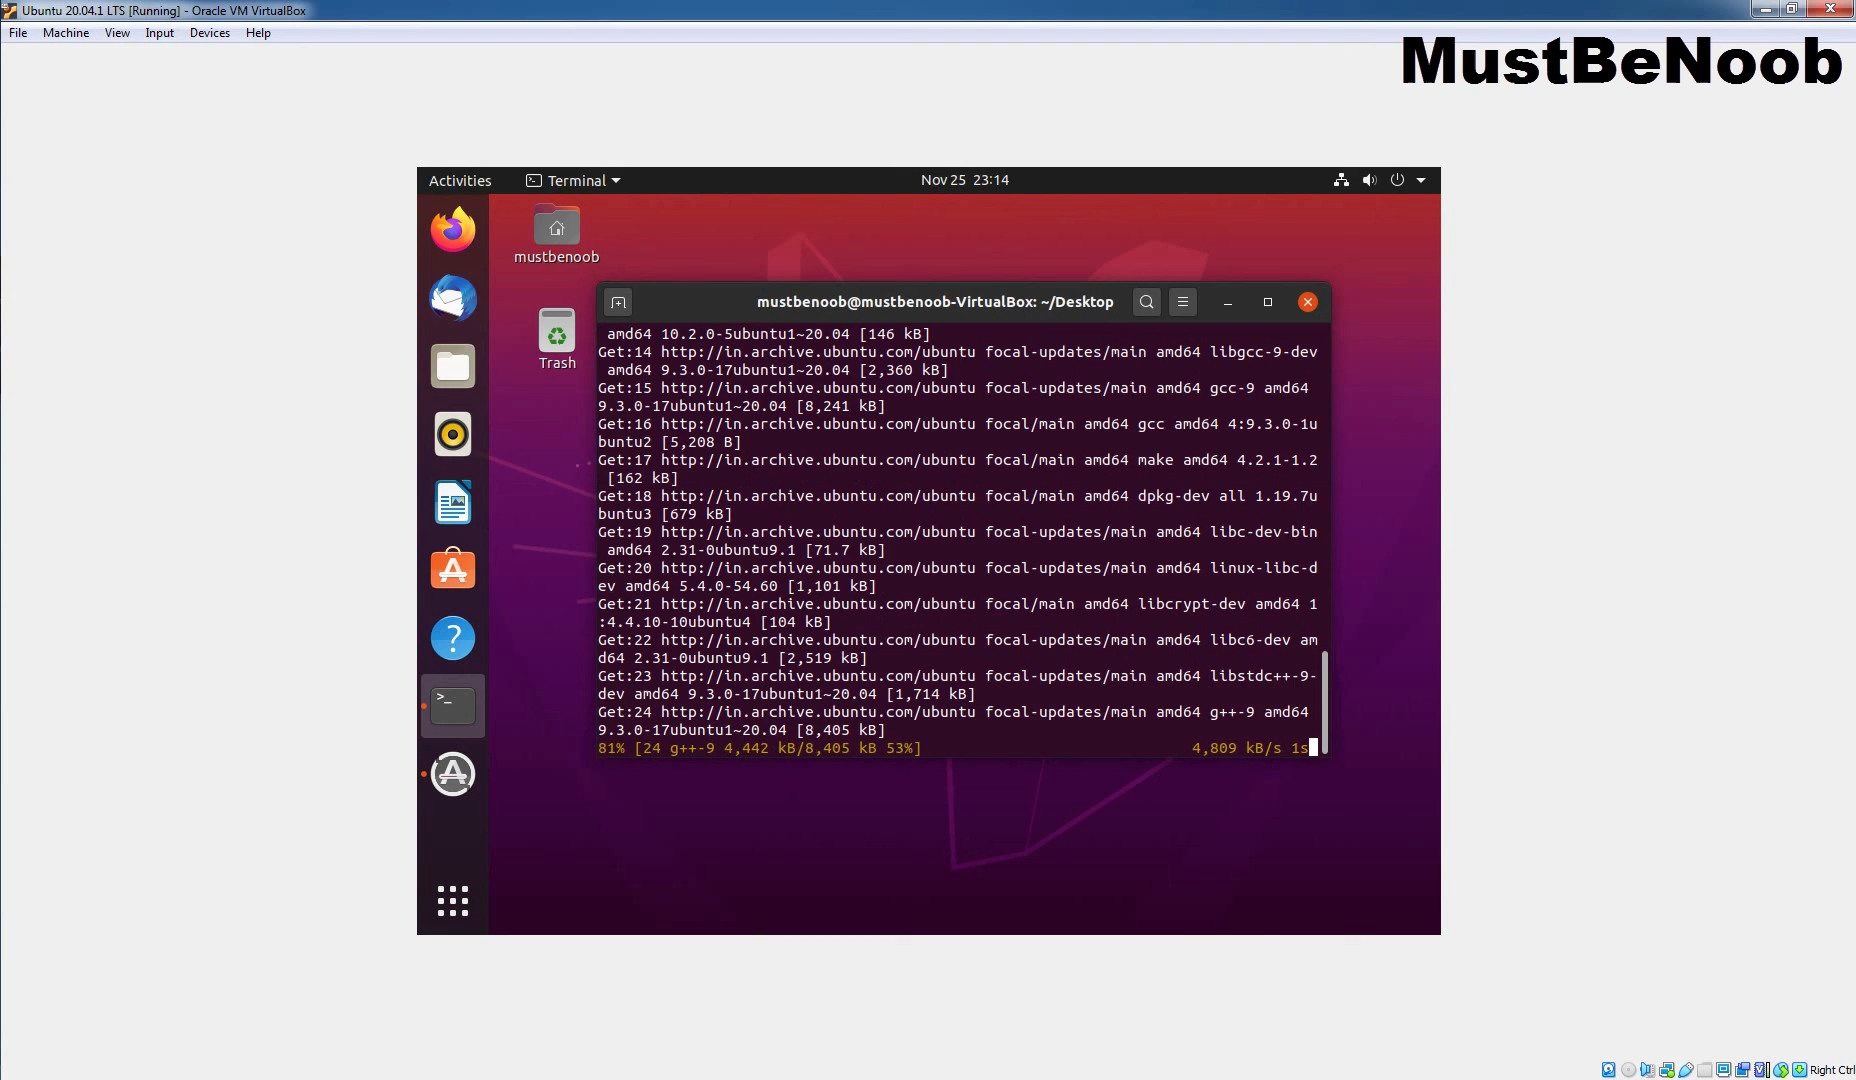 Ubuntu 20.04.1 LTS [Running] - Oracle VM VirtualBox
File Machine View Input Devices Help
MustBeNoob
Activities Terminal Nov 25 23:14
mustbenoob
Trash
mustbenoob@mustbenoob-VirtualBox: ~/Desktop
amd64 10.2.0-5ubuntu1~20.04 [146 kB]
Get:14 http://in.archive.ubuntu.com/ubuntu focal-updates/main amd64 libgcc-9-dev
amd64 9.3.0-17ubuntu1~20.04 [2,360 kB]
Get:15 http://in.archive.ubuntu.com/ubuntu focal-updates/main amd64 gcc-9 amd64
9.3.0-17ubuntu1~20.04 [8,241 kB]
Get:16 http://in.archive.ubuntu.com/ubuntu focal/main amd64 gcc amd64 4:9.3.0-1u
buntu2 [5,208 B]
Get:17 http://in.archive.ubuntu.com/ubuntu focal/main amd64 make amd64 4.2.1-1.2
[162 kB]
Get:18 http://in.archive.ubuntu.com/ubuntu focal/main amd64 dpkg-dev all 1.19.7u
buntu3 [679 kB]
Get:19 http://in.archive.ubuntu.com/ubuntu focal-updates/main amd64 libc-dev-bin
amd64 2.31-0ubuntu9.1 [71.7 kB]
Get:20 http://in.archive.ubuntu.com/ubuntu focal-updates/main amd64 linux-libc-d
ev amd64 5.4.0-54.60 [1,101 kB]
Get:21 http://in.archive.ubuntu.com/ubuntu focal/main amd64 libcrypt-dev amd64 1
:4.4.10-10ubuntu4 [104 kB]
Get:22 http://in.archive.ubuntu.com/ubuntu focal-updates/main amd64 libc6-dev am
d64 2.31-0ubuntu9.1 [2,519 kB]
Get:23 http://in.archive.ubuntu.com/ubuntu focal-updates/main amd64 libstdc++-9-
dev amd64 9.3.0-17ubuntu1~20.04 [1,714 kB]
Get:24 http://in.archive.ubuntu.com/ubuntu focal-updates/main amd64 g++-9 amd64
9.3.0-17ubuntu1~20.04 [8,405 kB]
81% [24 g++-9 4,442 kB/8,405 kB 53%] 4,809 kB/s 1s
Right Ctrl